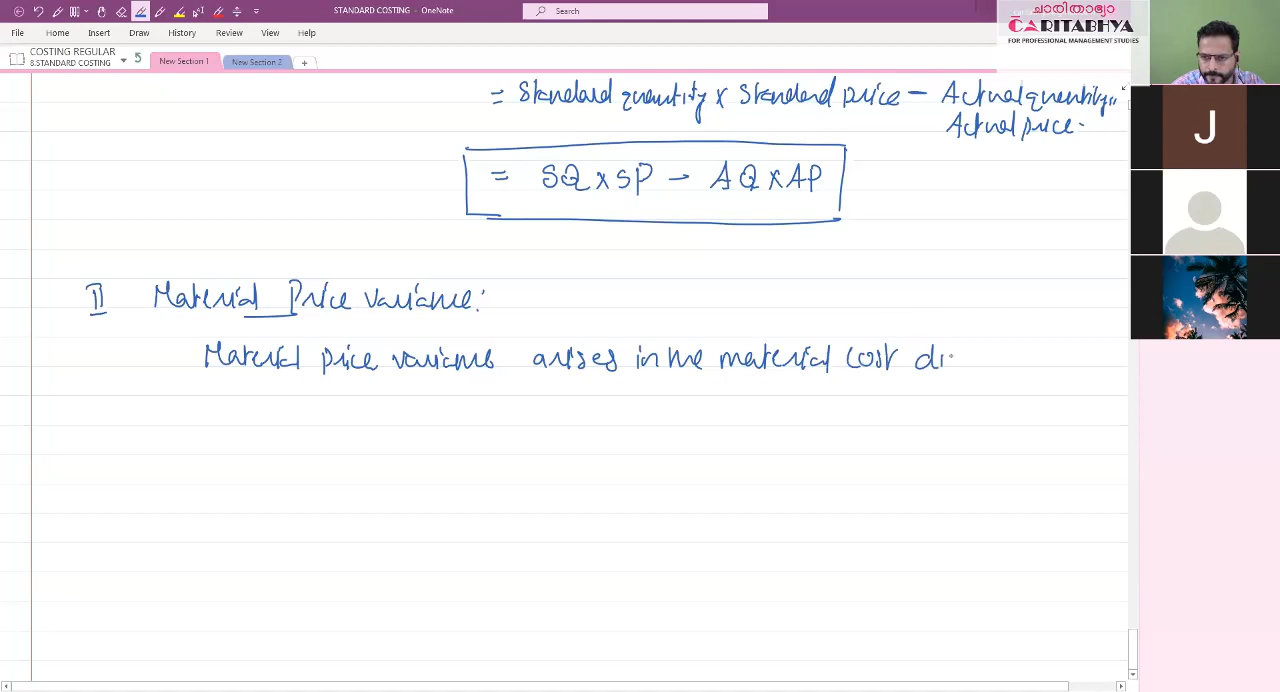 STANDARD COSTING - OneNote
Search
File Home Insert Draw History Review View Help
COSTING REGULAR
8.STANDARD COSTING
5
New Section 1
New Section 2
+
ചാരിതാഭ്യാ
CARITABHYA
FOR PROFESSIONAL MANAGEMENT STUDIES
= Standard quantity x Standard price - Actual quantity
Actual price.
= SQ x SP - AQ x AP
II Material Price variance:
Material price variance arises in the material cost di
J